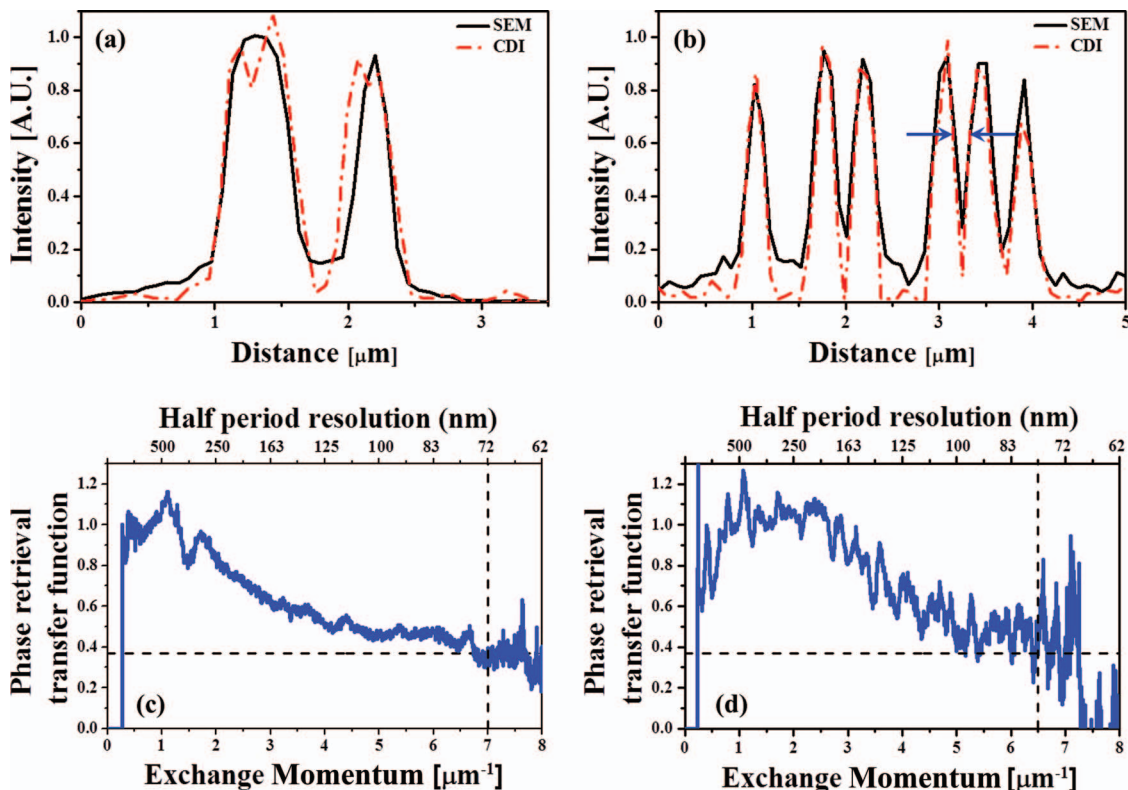 (a)
SEM
CDI
Intensity [A.U.]
1.0
0.8
0.6
0.4
0.2
0.0
0 1 2 3
Distance [μm]
(b)
SEM
CDI
Intensity [A.U.]
1.0
0.8
0.6
0.4
0.2
0.0
0 1 2 3 4 5
Distance [μm]
Half period resolution (nm)
500 250 163 125 100 83 72 62
Phase retrieval
transfer function
1.2
1.0
0.8
0.6
0.4
0.2
0.0
(c)
0 1 2 3 4 5 6 7 8
Exchange Momentum [μm⁻¹]
Half period resolution (nm)
500 250 163 125 100 83 72 62
Phase retrieval
transfer function
1.2
1.0
0.8
0.6
0.4
0.2
0.0
(d)
0 1 2 3 4 5 6 7 8
Exchange Momentum [μm⁻¹]